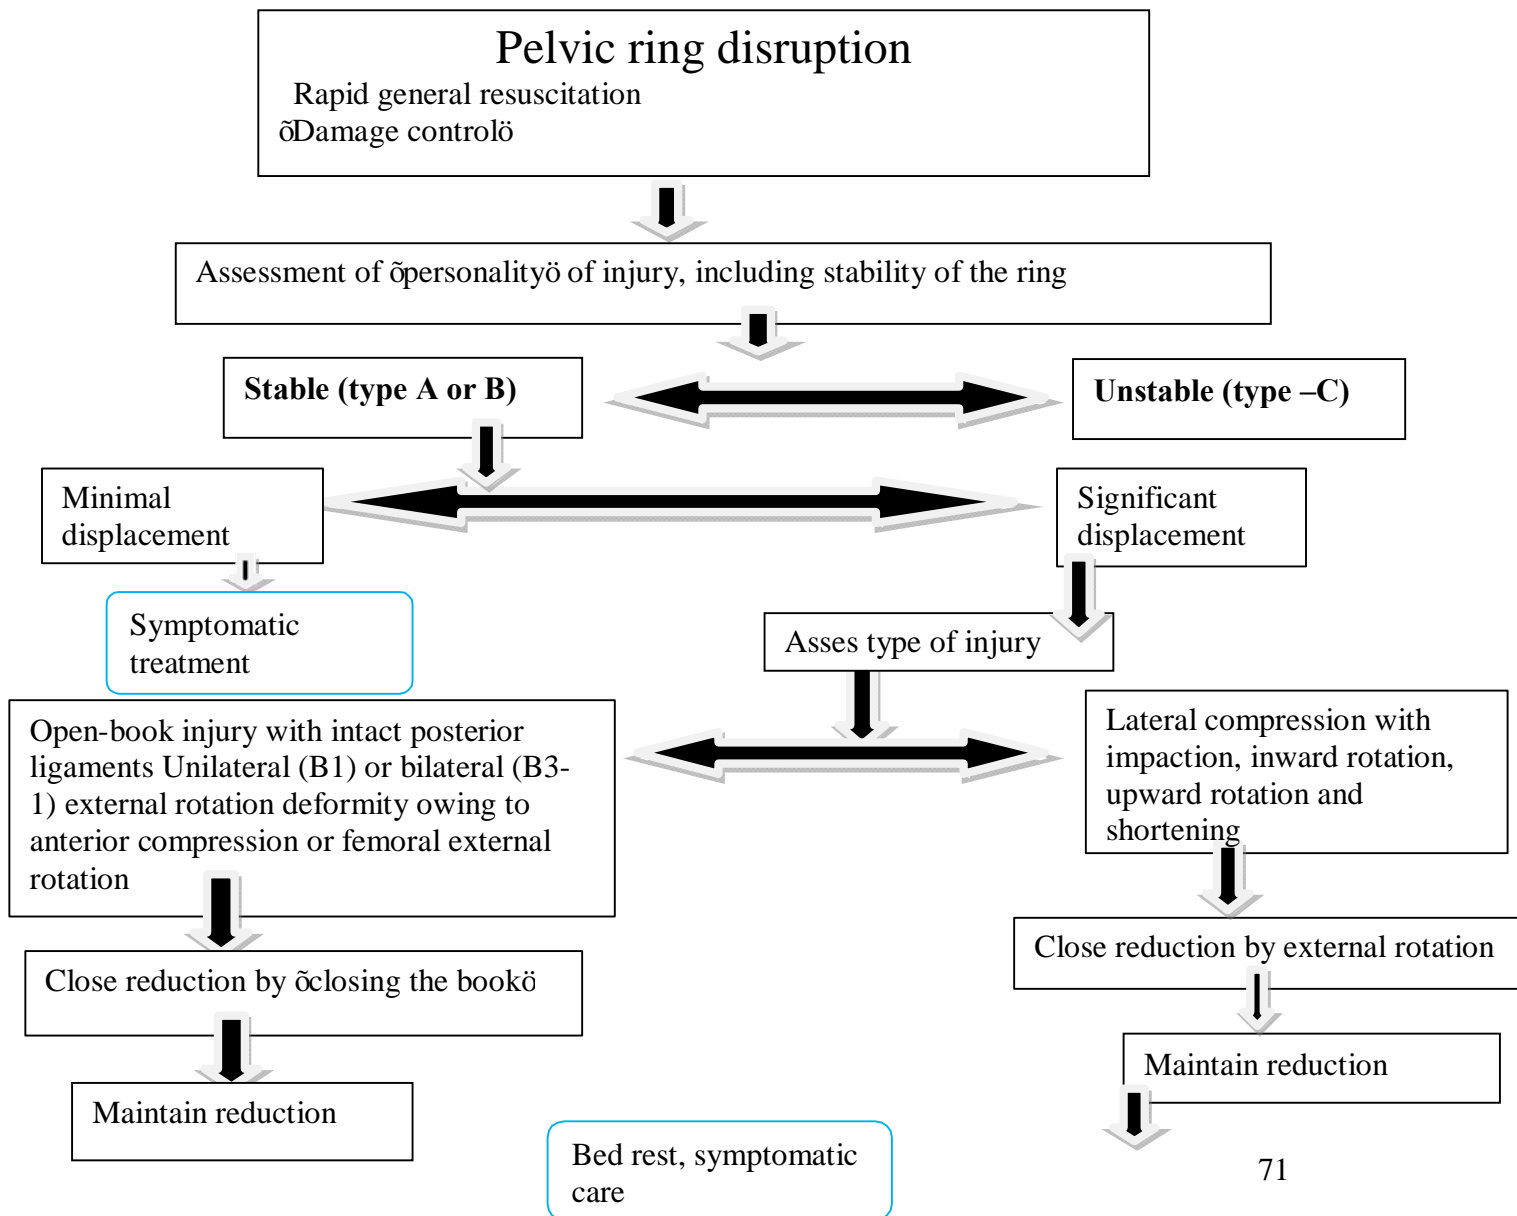 Pelvic ring disruption
Rapid general resuscitation
õDamage controlö
Assessment of õpersonalityö of injury, including stability of the ring
Stable (type A or B)
Unstable (type –C)
Minimal
displacement
Significant
displacement
Symptomatic
treatment
Asses type of injury
Open-book injury with intact posterior
ligaments Unilateral (B1) or bilateral (B3-
1) external rotation deformity owing to
anterior compression or femoral external
rotation
Lateral compression with
impaction, inward rotation,
upward rotation and
shortening
Close reduction by õclosing the bookö
Close reduction by external rotation
Maintain reduction
Maintain reduction
Bed rest, symptomatic
care
71